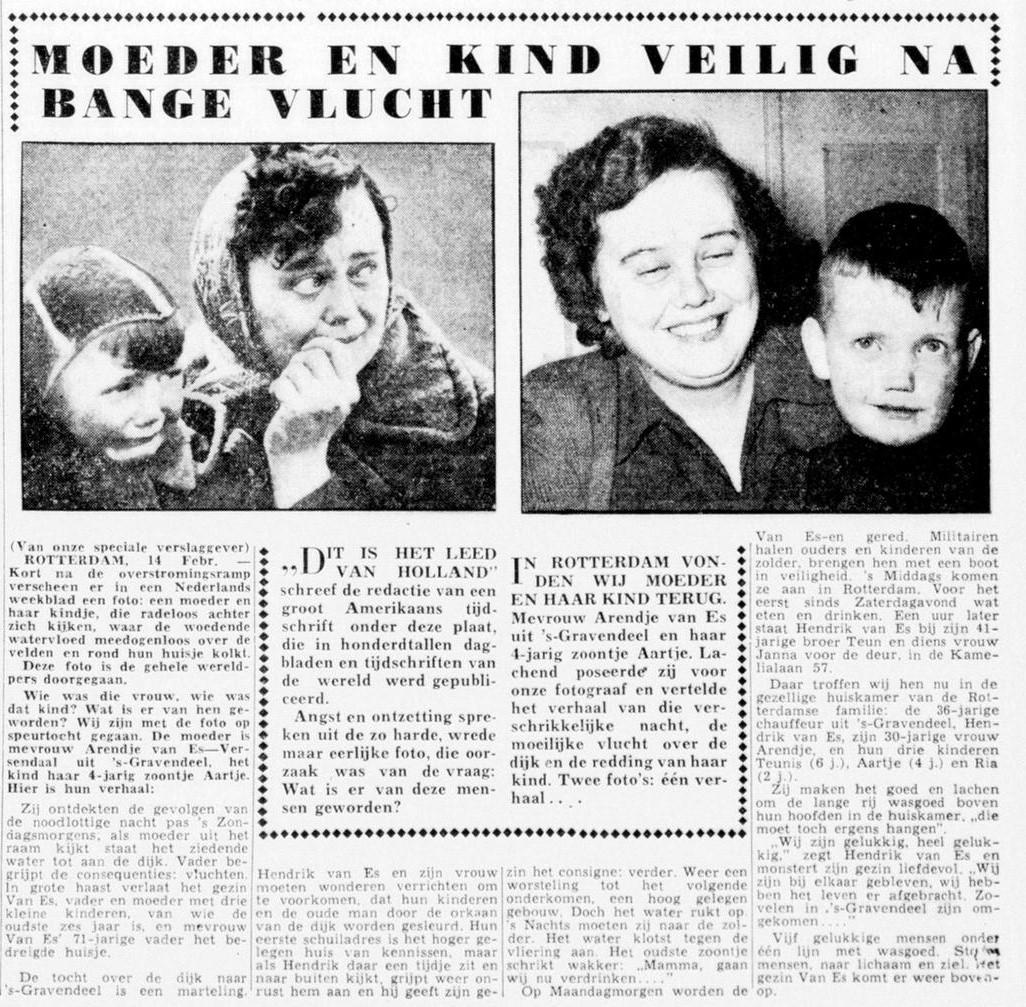 MOEDER EN KIND VEILIG NA
BANGE VLUCHT
(Van onze speciale verslaggever)
ROTTERDAM, 14 Febr. —
Kort na de overstromingsramp
verscheen er in een Nederlands
weekblad een foto: een moeder en
haar kindje, die radeloos achter
zich kijken, waar de woedende
watervloed meedogenloos over de
velden en rond hun huisje kolkt.
Deze foto is de gehele wereld-
pers doorgegaan.
Wie was die vrouw, wie was
dat kind? Wat is er van hen ge-
worden? Wij zijn met de foto op
speurtocht gegaan. De moeder is
mevrouw Arendje van Es—Ver-
sendaal uit 's-Gravendeel, het
kind haar 4-jarig zoontje Aartje.
Hier is hun verhaal:
Zij ontdekten de gevolgen van
de noodlottige nacht pas 's Zon-
dagsmorgens, als moeder uit het
raam kijkt staat het ziedende
water tot aan de dijk. Vader be-
grijpt de consequenties: vluchten.
In grote haast verlaat het gezin
Van Es, vader en moeder met drie
kleine kinderen, van wie de
oudste zes jaar is, en mevrouw
Van Es' 71-jarige vader het be-
dreigde huisje.
De tocht over de dijk naar
's-Gravendeel is een marteling.
„DIT IS HET LEED
VAN HOLLAND"
schreef de redactie van een
groot Amerikaans tijd-
schrift onder deze plaat,
die in honderdtallen dag-
bladen en tijdschriften van
de wereld werd gepubli-
ceerd.
Angst en ontzetting spre-
ken uit de zo harde, wrede
maar eerlijke foto, die oor-
zaak was van de vraag:
Wat is er van deze men-
sen geworden?
IN ROTTERDAM VON-
DEN WIJ MOEDER
EN HAAR KIND TERUG.
Mevrouw Arendje van Es
uit 's-Gravendeel en haar
4-jarig zoontje Aartje. La-
chend poseerde zij voor
onze fotograaf en vertelde
het verhaal van die ver-
schrikkelijke nacht, de
moeilijke vlucht over de
dijk en de redding van haar
kind. Twee foto's: één ver-
haal . . .
Hendrik van Es en zijn vrouw
moeten wonderen verrichten om
te voorkomen, dat hun kinderen
en de oude man door de orkaan
van de dijk worden gesleurd. Hun
eerste schuiladres is het hoger ge-
legen huis van kennissen, maar
als Hendrik daar een tijdje zit en
naar buiten kijkt, grijpt weer on-
rust hem aan en hij geeft zijn ge-
zin het consigne: verder. Weer een
worsteling tot het volgende
onderkomen, een hoog gelegen
gebouw. Doch het water rukt op.
's Nachts moeten zij naar de zol-
der. Het water klotst tegen de
vliering aan. Het oudste zoontje
schrikt wakker: „Mamma, gaan
wij nu verdrinken...."
Op Maandagmorgen worden de
Van Es-en gered. Militairen
halen ouders en kinderen van de
zolder, brengen hen met een boot
in veiligheid. 's Middags komen
ze aan in Rotterdam. Voor het
eerst sinds Zaterdagavond wat
eten en drinken. Een uur later
staat Hendrik van Es bij zijn 41-
jarige broer Teun en diens vrouw
Janna voor de deur, in de Kame-
lialaan 57.
Daar troffen wij hen nu in de
gezellige huiskamer van de Rot-
terdamse familie: de 36-jarige
chauffeur uit 's-Gravendeel, Hen-
drik van Es, zijn 30-jarige vrouw
Arendje, en hun drie kinderen
Teunis (6 j.), Aartje (4 j.) en Ria
(2 j.).
Zij maken het goed en lachen
om de lange rij wasgoed boven
hun hoofden in de huiskamer, „die
moet toch ergens hangen".
„Wij zijn gelukkig, heel geluk-
kig," zegt Hendrik van Es en
monstert zijn gezin liefdevol. „Wij
zijn bij elkaar gebleven, wij heb-
ben het leven er afgebracht. Zo-
velen in 's-Gravendeel zijn om-
gekomen...."
Vijf gelukkige mensen onder
één lijn met wasgoed.
mensen, naar lichaam en ziel. Het
gezin Van Es komt er weer boven-
op.